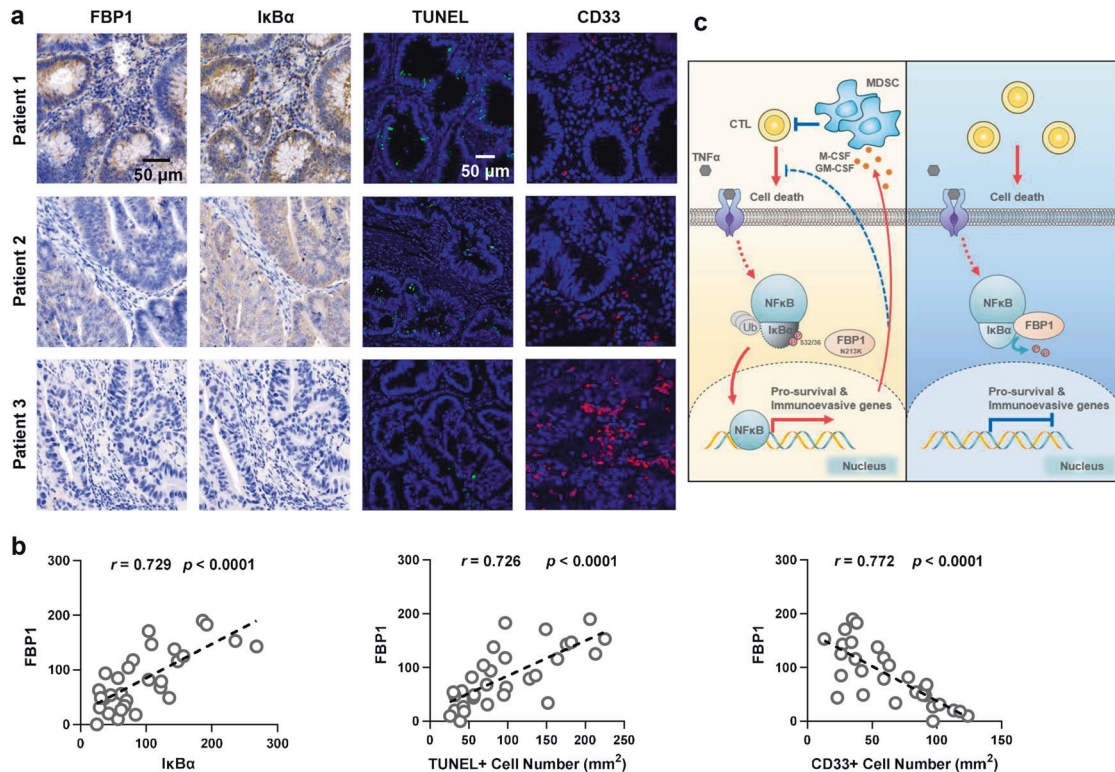 a
FBP1 IκBα TUNEL CD33
Patient 1
50 μm
50 μm
Patient 2
Patient 3
c
MDSC
CTL
TNFα
M-CSF
GM-CSF
Cell death
NFκB
IκBα
Ub
P
P
S32/36
FBP1
N213K
Pro-survival &
Immunoevasive genes
NFκB
Nucleus
Cell death
NFκB
IκBα
FBP1
P
P
Pro-survival &
Immunoevasive genes
Nucleus
b
r = 0.729 p < 0.0001
FBP1
300
200
100
0
0 100 200 300
IκBα
r = 0.726 p < 0.0001
FBP1
300
200
100
0
0 50 100 150 200 250
TUNEL+ Cell Number (mm²)
r = 0.772 p < 0.0001
FBP1
300
200
100
0
0 50 100 150
CD33+ Cell Number (mm²)